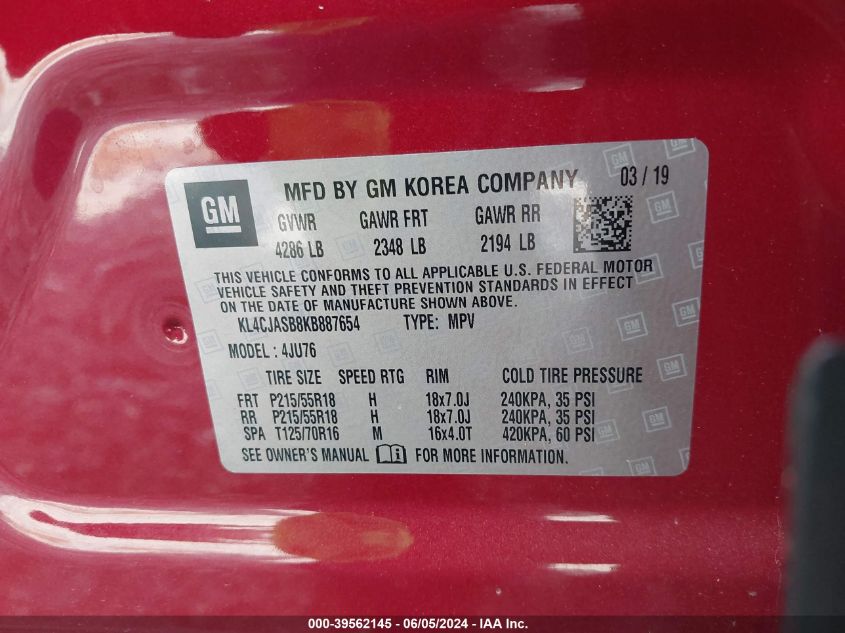 GM MFD BY GM KOREA COMPANY 03 / 19
GVWR GAWR FRT GAWR RR
4286 LB 2348 LB 2194 LB
THIS VEHICLE CONFORMS TO ALL APPLICABLE U.S. FEDERAL MOTOR
VEHICLE SAFETY AND THEFT PREVENTION STANDARDS IN EFFECT
ON THE DATE OF MANUFACTURE SHOWN ABOVE.
KL4CJASB8KB887654 TYPE: MPV
MODEL : 4JU76
TIRE SIZE SPEED RTG RIM COLD TIRE PRESSURE
FRT P215/55R18 H 18x7.0J 240KPA, 35 PSI
RR P215/55R18 H 18x7.0J 240KPA, 35 PSI
SPA T125/70R16 M 16x4.0T 420KPA, 60 PSI
SEE OWNER'S MANUAL i FOR MORE INFORMATION.
000-39562145 - 06/05/2024 - IAA Inc.